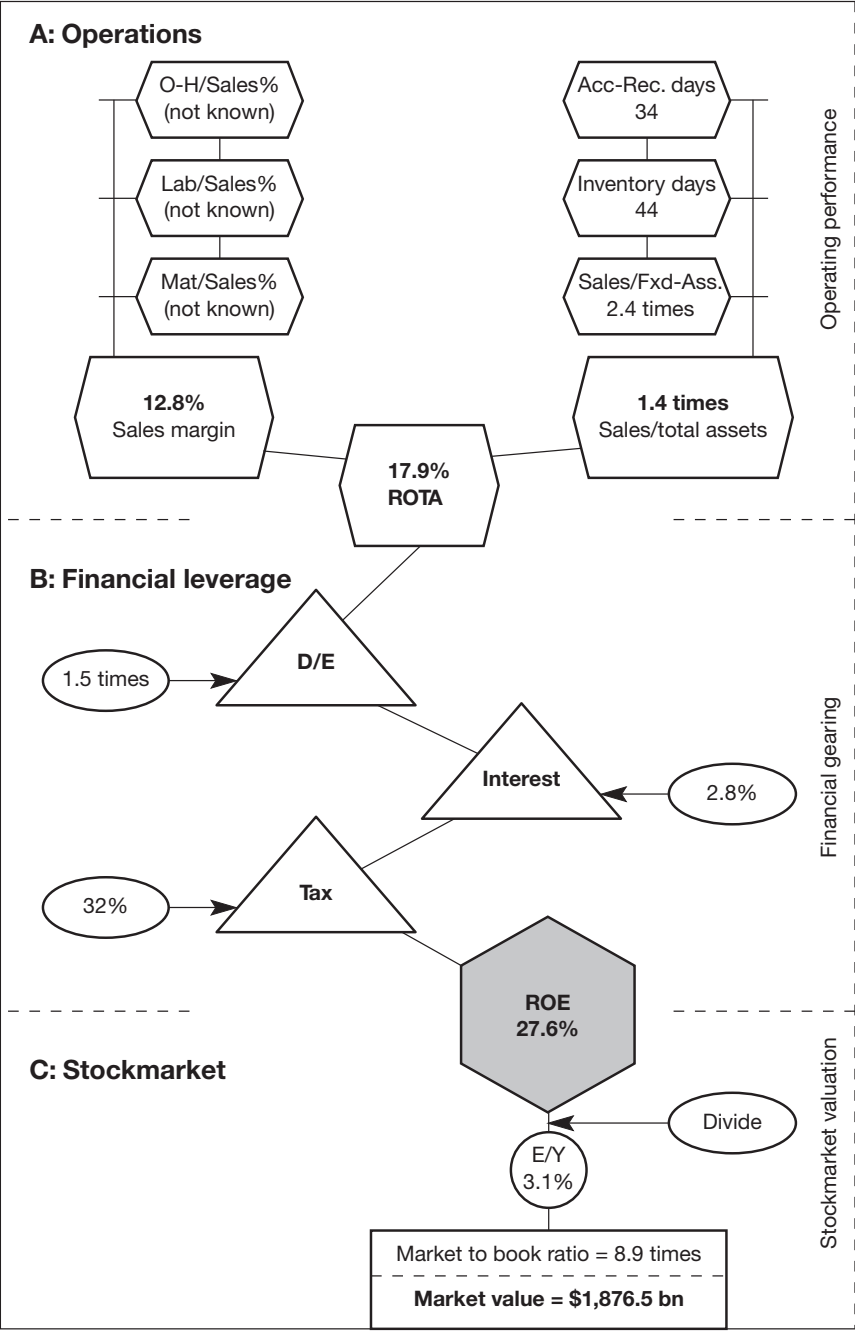 A: Operations
O-H/Sales%
(not known)
Lab/Sales%
(not known)
Mat/Sales%
(not known)
12.8%
Sales margin
Acc-Rec. days
34
Inventory days
44
Sales/Fxd-Ass.
2.4 times
1.4 times
Sales/total assets
17.9%
ROTA
Operating performance
B: Financial leverage
1.5 times
D/E
Interest
2.8%
32%
Tax
ROE
27.6%
Financial gearing
C: Stockmarket
Divide
E/Y
3.1%
Market to book ratio = 8.9 times
Market value = $1,876.5 bn
Stockmarket valuation